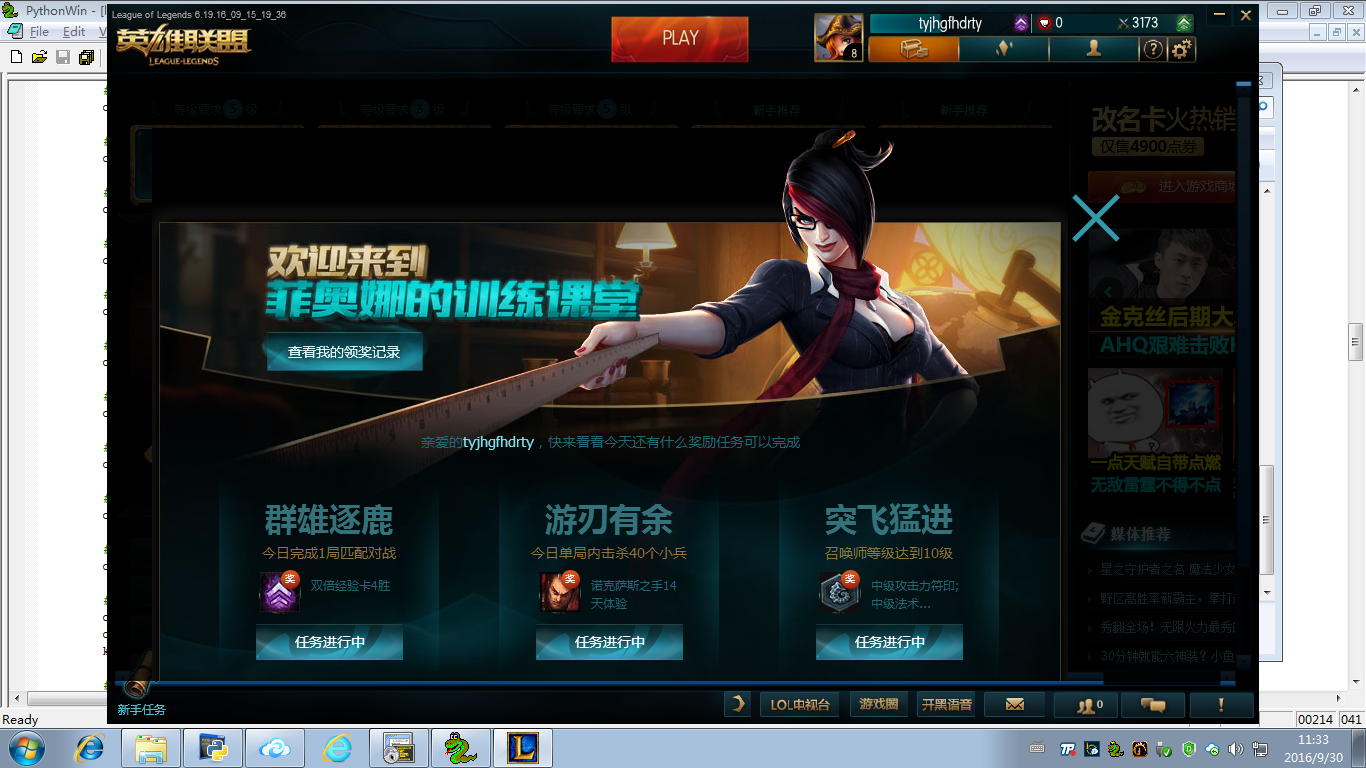 PythonWin - [
File Edit V
League of Legends 6.19.16_09_15_19_36
英雄联盟
LEAGUE·LEGENDS
PLAY
8
tyjhgfhdrty
0
3173
?
等级要求 5 级
等级要求 3 级
等级要求 5 级
新手推荐
新手推荐
改名卡火热销
仅售4900点券
进入游戏商城
欢迎来到
菲奥娜的训练课堂
查看我的领奖记录
金克丝后期大
AHQ艰难击败
亲爱的tyjhgfhdrty，快来看看今天还有什么奖励任务可以完成
一点天赋自带点燃
无敌雷霆不得不点
群雄逐鹿
今日完成1局匹配对战
奖
双倍经验卡4胜
任务进行中
游刃有余
今日单局内击杀40个小兵
奖
诺克萨斯之手14
天体验
任务进行中
突飞猛进
召唤师等级达到10级
奖
中级攻击力符印;
中级法术...
任务进行中
媒体推荐
星之守护者之名 魔法少女
野区高胜率新霸主，拳打
秀翻全场！无限火力最秀
30分钟就能六神装？小鱼
新手任务
LOL电视台
游戏圈
开黑语音
0
!
Ready
00214
041
11:33
2016/9/30